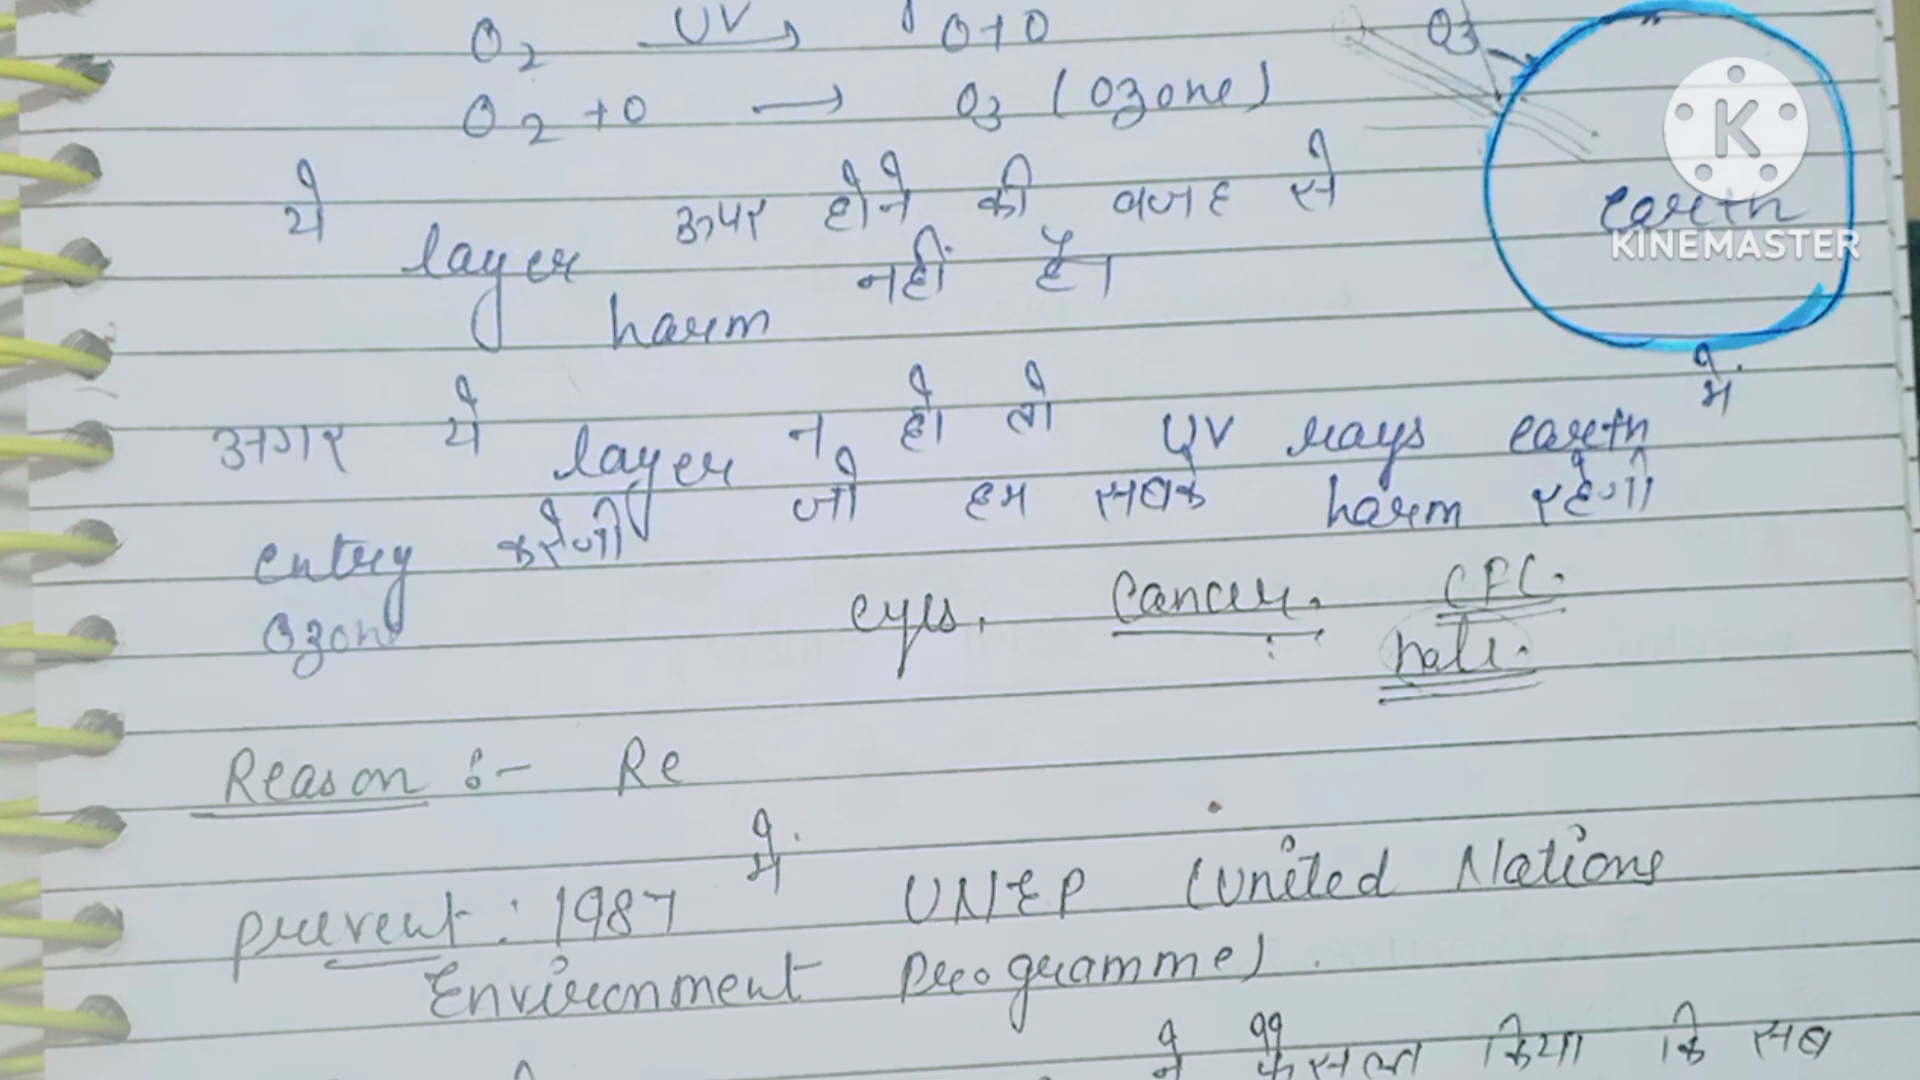 O2 UV → O+O
O3
O2 + O → O3 (Ozone)
ये layer ऊपर होने की वजह से
harm नहीं है।
earth
KINEMASTER
अगर ये layer न हो तो UV rays earth में
entry करेगी जो हम सबके harm रहेगी
Ozone eyes. Cancer. CFC.
hale.
Reason :- Re
prevent : 1987 में UNEP (United Nations
Environment Programme).
ने फैसला किया कि सब